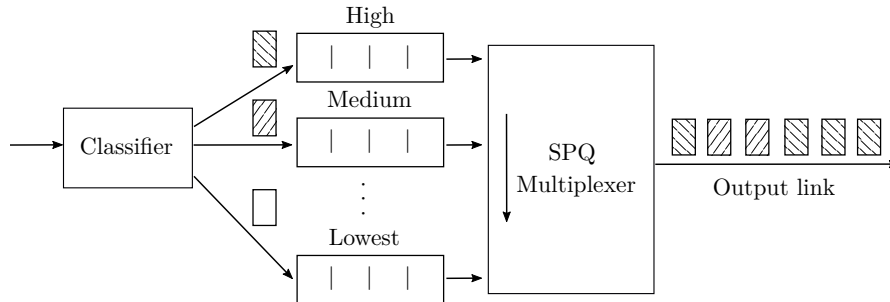 High
Medium
Classifier
SPQ
Multiplexer
Output link
Lowest